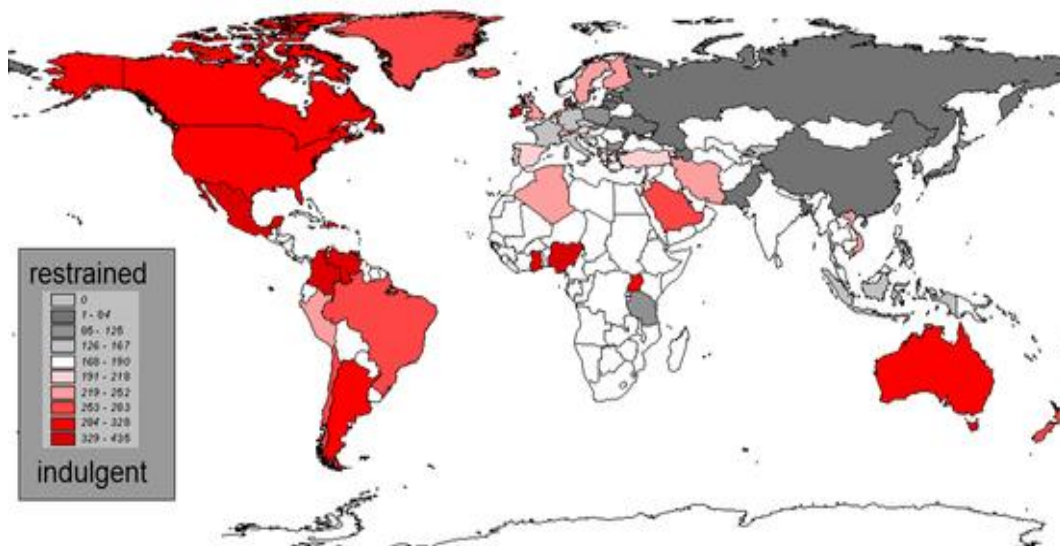 restrained
0
1 - 84
85 - 125
126 - 167
168 - 190
191 - 218
219 - 252
253 - 283
284 - 328
329 - 435
indulgent